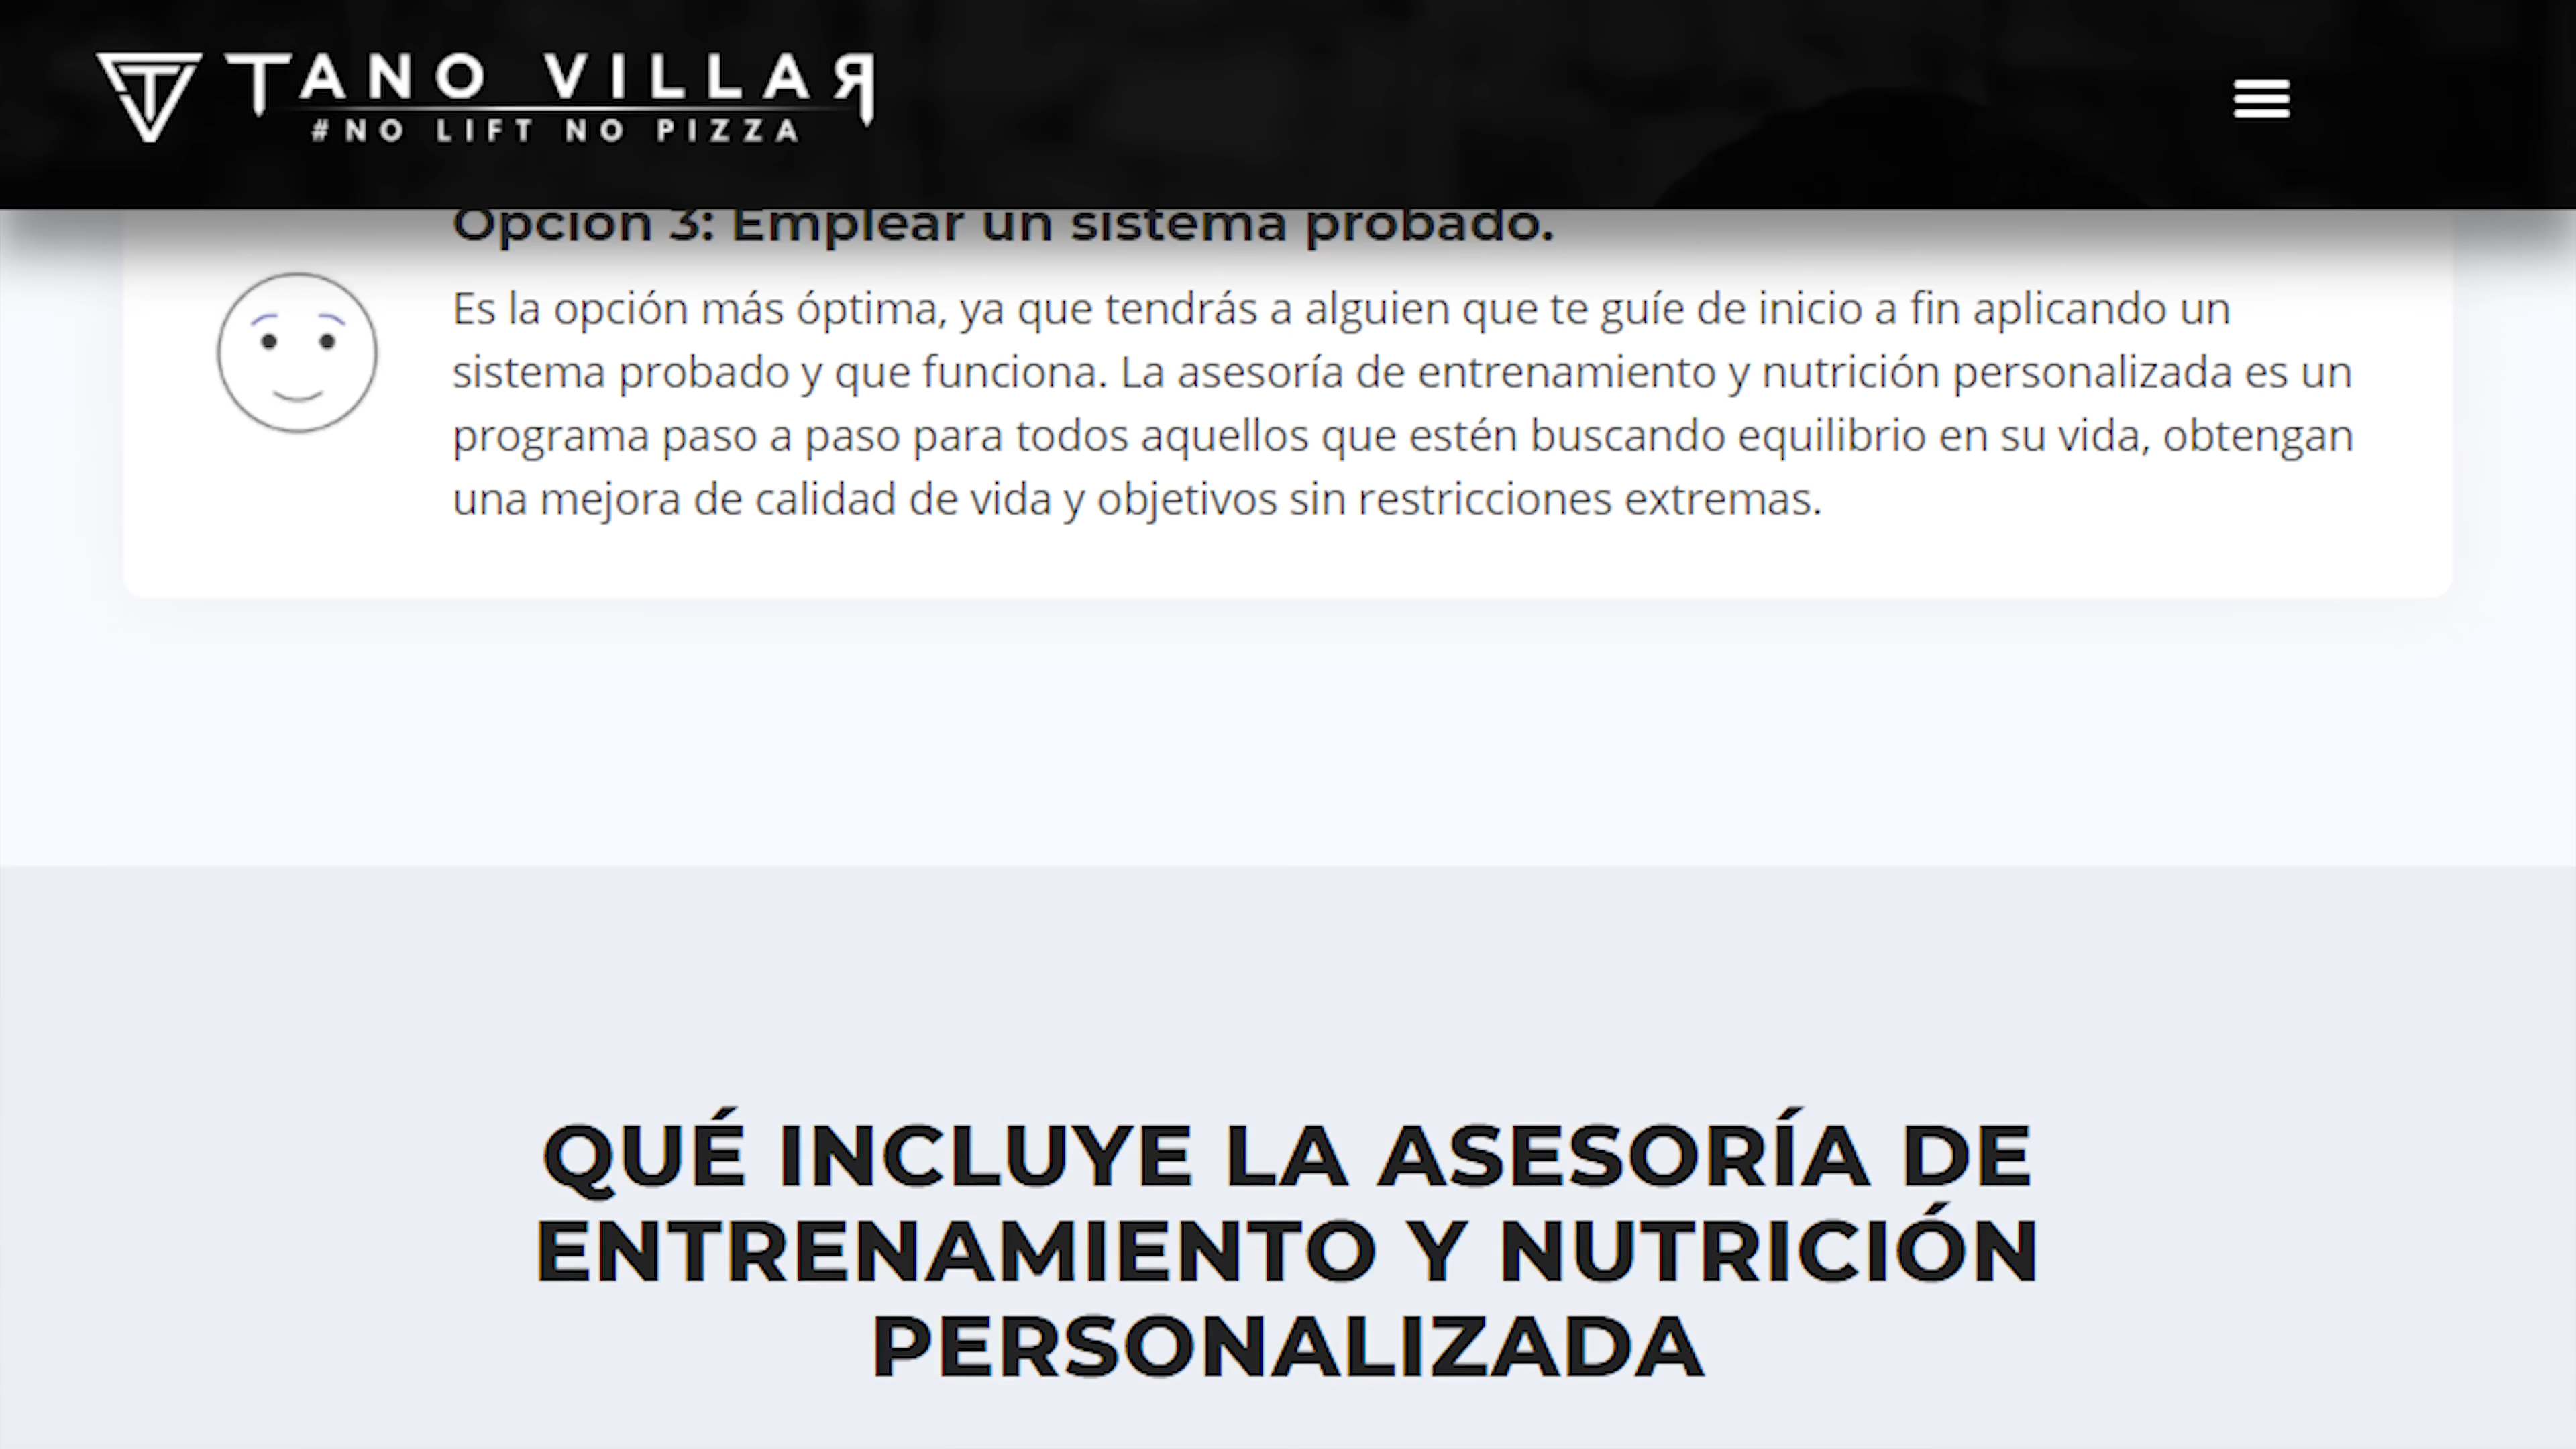 TANO VILLAR
#NO LIFT NO PIZZA
Opción 3: Emplear un sistema probado.
Es la opción más óptima, ya que tendrás a alguien que te guíe de inicio a fin aplicando un
sistema probado y que funciona. La asesoría de entrenamiento y nutrición personalizada es un
programa paso a paso para todos aquellos que estén buscando equilibrio en su vida, obtengan
una mejora de calidad de vida y objetivos sin restricciones extremas.
QUÉ INCLUYE LA ASESORÍA DE
ENTRENAMIENTO Y NUTRICIÓN
PERSONALIZADA